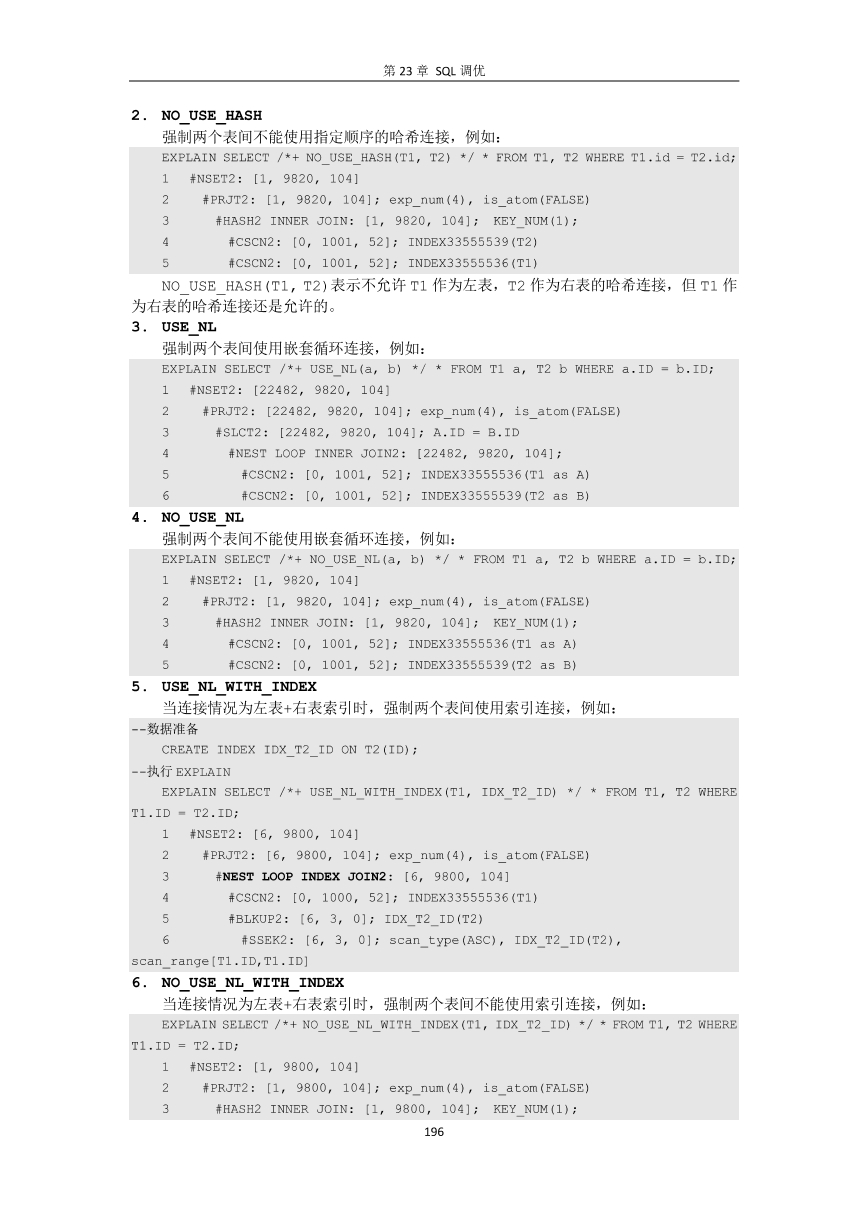 第 23 章 SQL 调优
2. NO_USE_HASH
强制两个表间不能使用指定顺序的哈希连接，例如：
EXPLAIN SELECT /*+ NO_USE_HASH(T1, T2) */ * FROM T1, T2 WHERE T1.id = T2.id;
1 #NSET2: [1, 9820, 104]
2 #PRJT2: [1, 9820, 104]; exp_num(4), is_atom(FALSE)
3 #HASH2 INNER JOIN: [1, 9820, 104]; KEY_NUM(1);
4 #CSCN2: [0, 1001, 52]; INDEX33555539(T2)
5 #CSCN2: [0, 1001, 52]; INDEX33555536(T1)
NO_USE_HASH(T1, T2)表示不允许 T1 作为左表，T2 作为右表的哈希连接，但 T1 作
为右表的哈希连接还是允许的。
3. USE_NL
强制两个表间使用嵌套循环连接，例如：
EXPLAIN SELECT /*+ USE_NL(a, b) */ * FROM T1 a, T2 b WHERE a.ID = b.ID;
1 #NSET2: [22482, 9820, 104]
2 #PRJT2: [22482, 9820, 104]; exp_num(4), is_atom(FALSE)
3 #SLCT2: [22482, 9820, 104]; A.ID = B.ID
4 #NEST LOOP INNER JOIN2: [22482, 9820, 104];
5 #CSCN2: [0, 1001, 52]; INDEX33555536(T1 as A)
6 #CSCN2: [0, 1001, 52]; INDEX33555539(T2 as B)
4. NO_USE_NL
强制两个表间不能使用嵌套循环连接，例如：
EXPLAIN SELECT /*+ NO_USE_NL(a, b) */ * FROM T1 a, T2 b WHERE a.ID = b.ID;
1 #NSET2: [1, 9820, 104]
2 #PRJT2: [1, 9820, 104]; exp_num(4), is_atom(FALSE)
3 #HASH2 INNER JOIN: [1, 9820, 104]; KEY_NUM(1);
4 #CSCN2: [0, 1001, 52]; INDEX33555536(T1 as A)
5 #CSCN2: [0, 1001, 52]; INDEX33555539(T2 as B)
5. USE_NL_WITH_INDEX
当连接情况为左表+右表索引时，强制两个表间使用索引连接，例如：
--数据准备
CREATE INDEX IDX_T2_ID ON T2(ID);
--执行 EXPLAIN
EXPLAIN SELECT /*+ USE_NL_WITH_INDEX(T1, IDX_T2_ID) */ * FROM T1, T2 WHERE
T1.ID = T2.ID;
1 #NSET2: [6, 9800, 104]
2 #PRJT2: [6, 9800, 104]; exp_num(4), is_atom(FALSE)
3 #NEST LOOP INDEX JOIN2: [6, 9800, 104]
4 #CSCN2: [0, 1000, 52]; INDEX33555536(T1)
5 #BLKUP2: [6, 3, 0]; IDX_T2_ID(T2)
6 #SSEK2: [6, 3, 0]; scan_type(ASC), IDX_T2_ID(T2),
scan_range[T1.ID,T1.ID]
6. NO_USE_NL_WITH_INDEX
当连接情况为左表+右表索引时，强制两个表间不能使用索引连接，例如：
EXPLAIN SELECT /*+ NO_USE_NL_WITH_INDEX(T1, IDX_T2_ID) */ * FROM T1, T2 WHERE
T1.ID = T2.ID;
1 #NSET2: [1, 9800, 104]
2 #PRJT2: [1, 9800, 104]; exp_num(4), is_atom(FALSE)
3 #HASH2 INNER JOIN: [1, 9800, 104]; KEY_NUM(1);
196